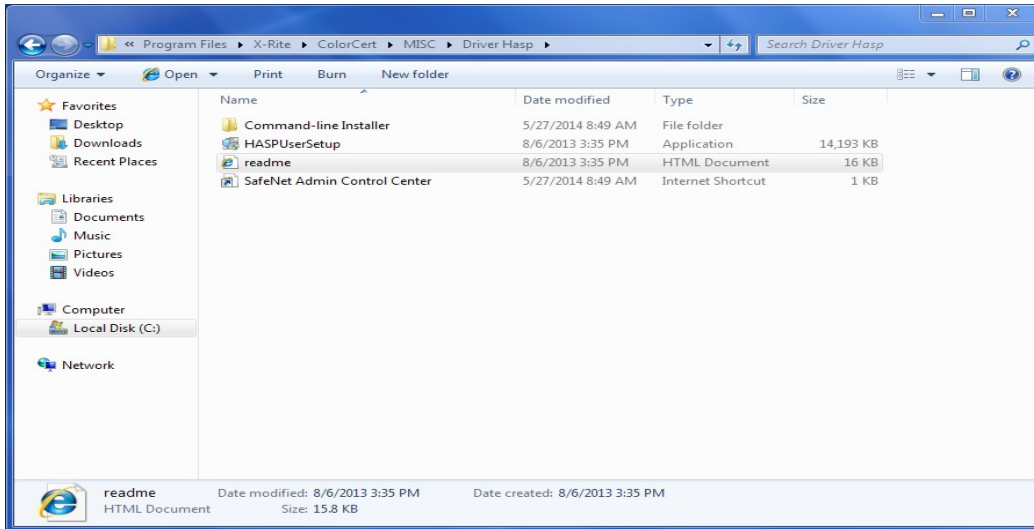 « Program Files ▸ X-Rite ▸ ColorCert ▸ MISC ▸ Driver Hasp ▸ Search Driver Hasp
Organize ▾ Open ▾ Print Burn New folder
Favorites
Desktop
Downloads
Recent Places
Libraries
Documents
Music
Pictures
Videos
Computer
Local Disk (C:)
Network
Name Date modified Type Size
Command-line Installer 5/27/2014 8:49 AM File folder
HASPUserSetup 8/6/2013 3:35 PM Application 14,193 KB
readme 8/6/2013 3:35 PM HTML Document 16 KB
SafeNet Admin Control Center 5/27/2014 8:49 AM Internet Shortcut 1 KB
readme Date modified: 8/6/2013 3:35 PM Date created: 8/6/2013 3:35 PM
HTML Document Size: 15.8 KB